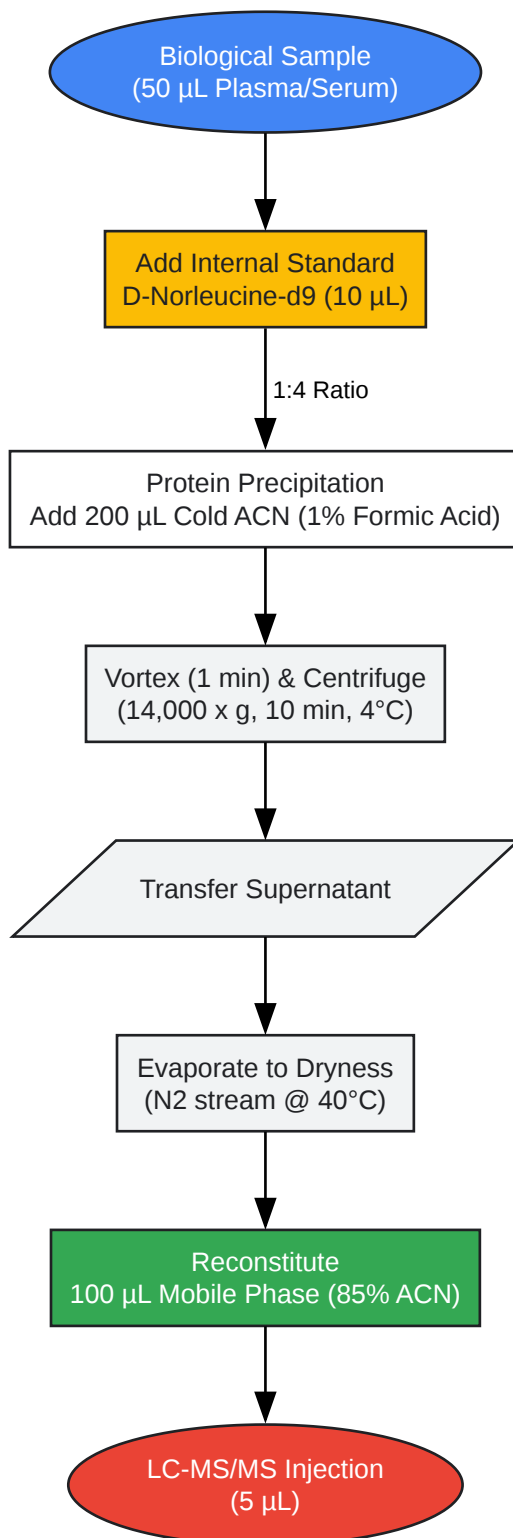 Biological Sample
(50 µL Plasma/Serum)
Add Internal Standard
D-Norleucine-d9 (10 µL)
1:4 Ratio
Protein Precipitation
Add 200 µL Cold ACN (1% Formic Acid)
Vortex (1 min) & Centrifuge
(14,000 x g, 10 min, 4°C)
Transfer Supernatant
Evaporate to Dryness
(N2 stream @ 40°C)
Reconstitute
100 µL Mobile Phase (85% ACN)
LC-MS/MS Injection
(5 µL)